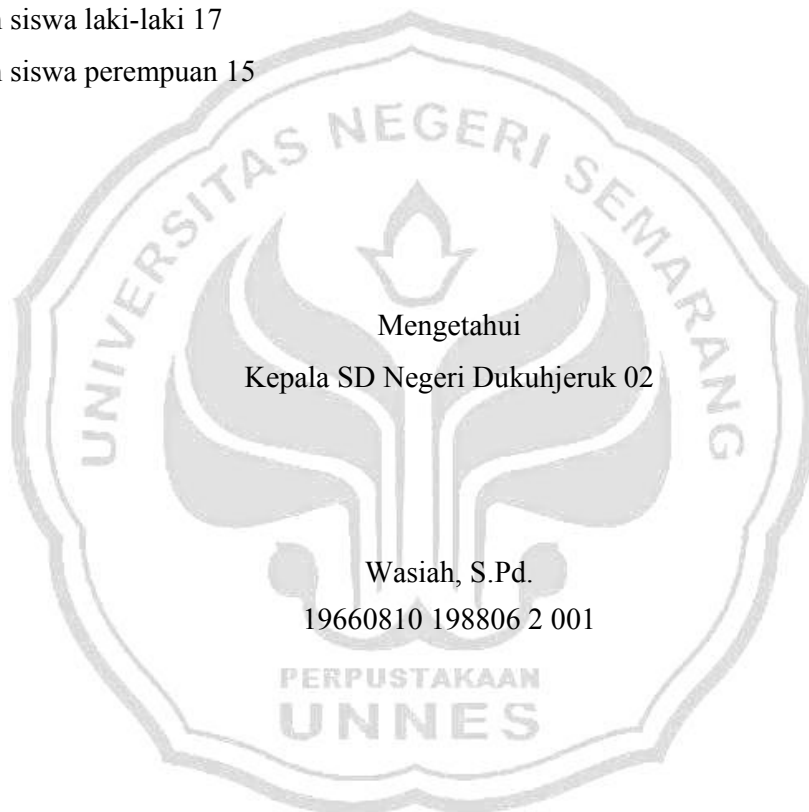 siswa laki-laki 17
siswa perempuan 15
UNIVERSITAS NEGERI SEMARANG
Mengetahui
Kepala SD Negeri Dukuhjeruk 02
Wasiah, S.Pd.
19660810 198806 2 001
PERPUSTAKAAN
UNNES